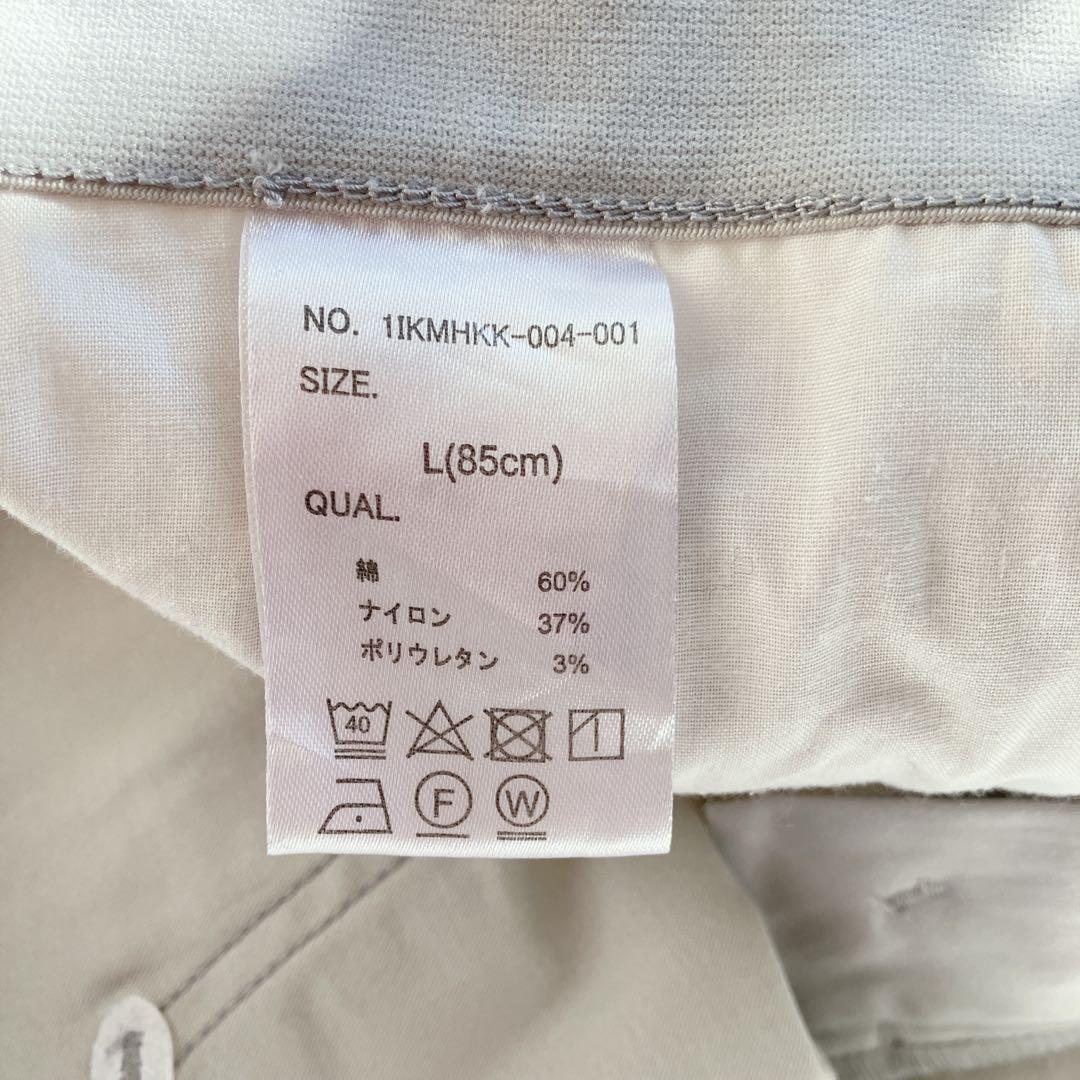 NO. 1IKMHKK-004-001
SIZE.
L(85cm)
QUAL.
綿 60%
ナイロン 37%
ポリウレタン 3%
40
F W